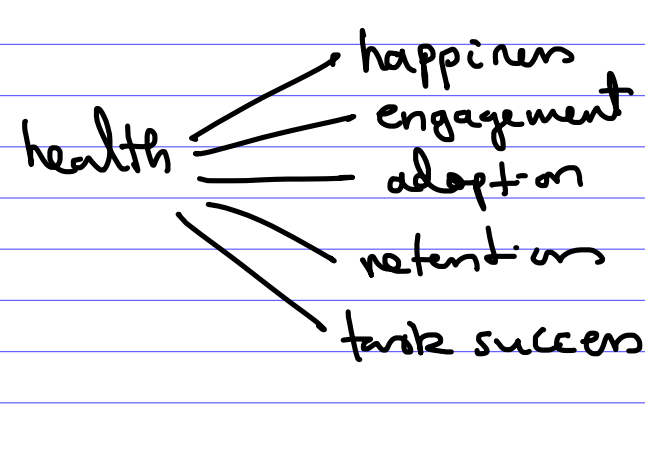 happiness
engagement
health
adoption
retention
task success